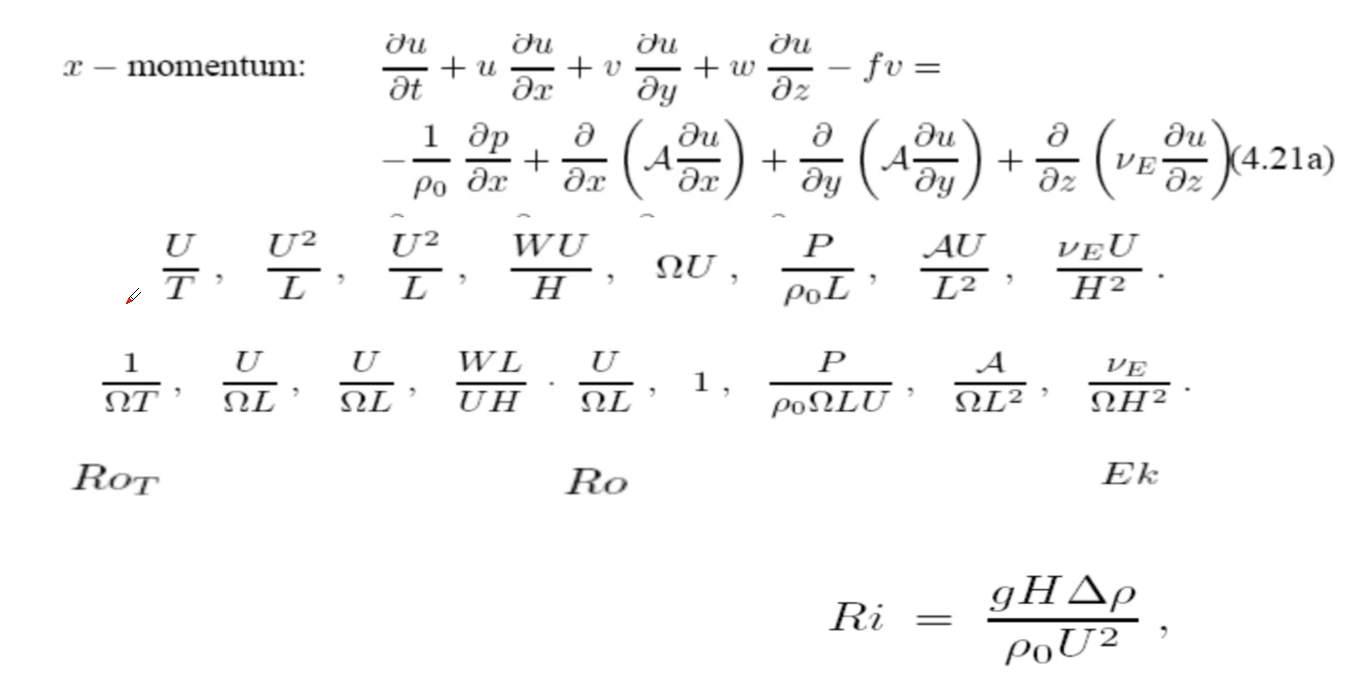 x − momentum: ∂u/∂t + u ∂u/∂x + v ∂u/∂y + w ∂u/∂z − fv =
−1/ρ₀ ∂p/∂x + ∂/∂x (𝒜 ∂u/∂x) + ∂/∂y (𝒜 ∂u/∂y) + ∂/∂z (ν_E ∂u/∂z) (4.21a)
U/T , U²/L , U²/L , WU/H , ΩU , P/ρ₀L , 𝒜U/L² , ν_E U/H² .
1/ΩT , U/ΩL , U/ΩL , WL/UH · U/ΩL , 1 , P/ρ₀ΩLU , 𝒜/ΩL² , ν_E/ΩH² .
Ro_T Ro Ek
Ri = gHΔρ/ρ₀U² ,